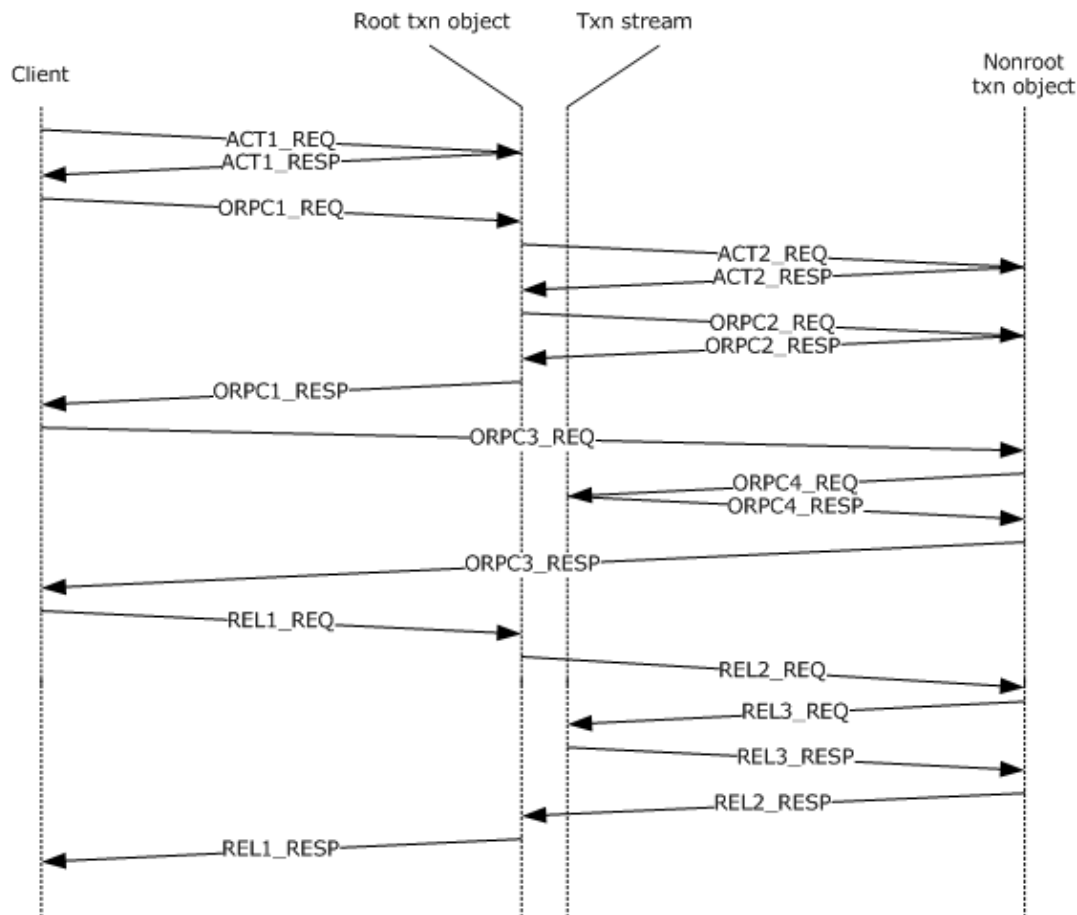 Root txn object
Txn stream
Client
Nonroot
txn object
ACT1_REQ
ACT1_RESP
ORPC1_REQ
ACT2_REQ
ACT2_RESP
ORPC2_REQ
ORPC2_RESP
ORPC1_RESP
ORPC3_REQ
ORPC4_REQ
ORPC4_RESP
ORPC3_RESP
REL1_REQ
REL2_REQ
REL3_REQ
REL3_RESP
REL2_RESP
REL1_RESP